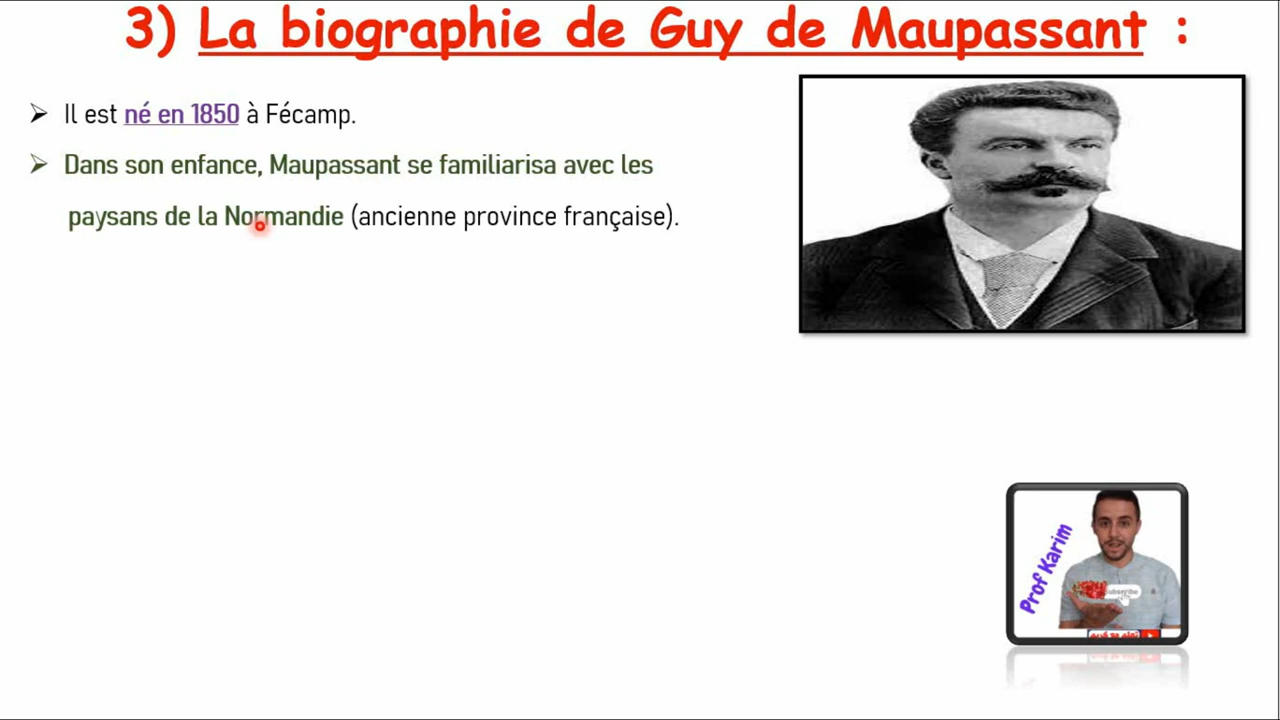 3) La biographie de Guy de Maupassant :
➢ Il est né en 1850 à Fécamp.
➢ Dans son enfance, Maupassant se familiarisa avec les
paysans de la Normandie (ancienne province française).
Prof Karim